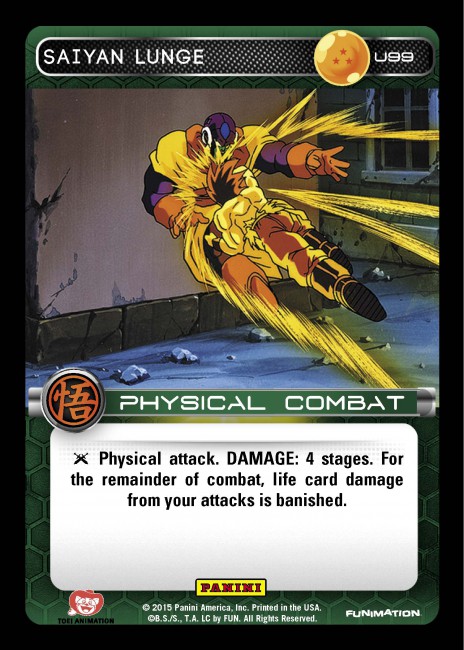 SAIYAN LUNGE
U99
悟
PHYSICAL COMBAT
Physical attack. DAMAGE: 4 stages. For
the remainder of combat, life card damage
from your attacks is banished.
PANINI
TOEI ANIMATION
© 2015 Panini America, Inc. Printed in the USA.
©B.S./S., T.A. LC by FUN. All Rights Reserved.
FUNIMATION